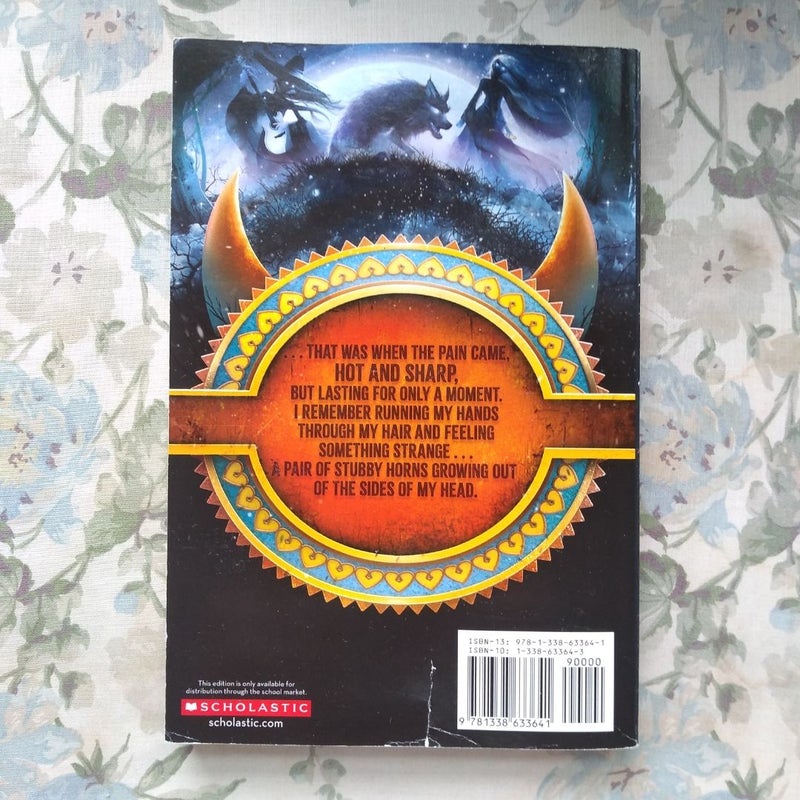 ...THAT WAS WHEN THE PAIN CAME,
HOT AND SHARP,
BUT LASTING FOR ONLY A MOMENT.
I REMEMBER RUNNING MY HANDS
THROUGH MY HAIR AND FEELING
SOMETHING STRANGE...
A PAIR OF STUBBY HORNS GROWING OUT
OF THE SIDES OF MY HEAD.
ISBN-13: 978-1-338-63364-1
ISBN-10: 1-338-63364-3
90000
9 781338 633641
This edition is only available for
distribution through the school market.
SCHOLASTIC
scholastic.com